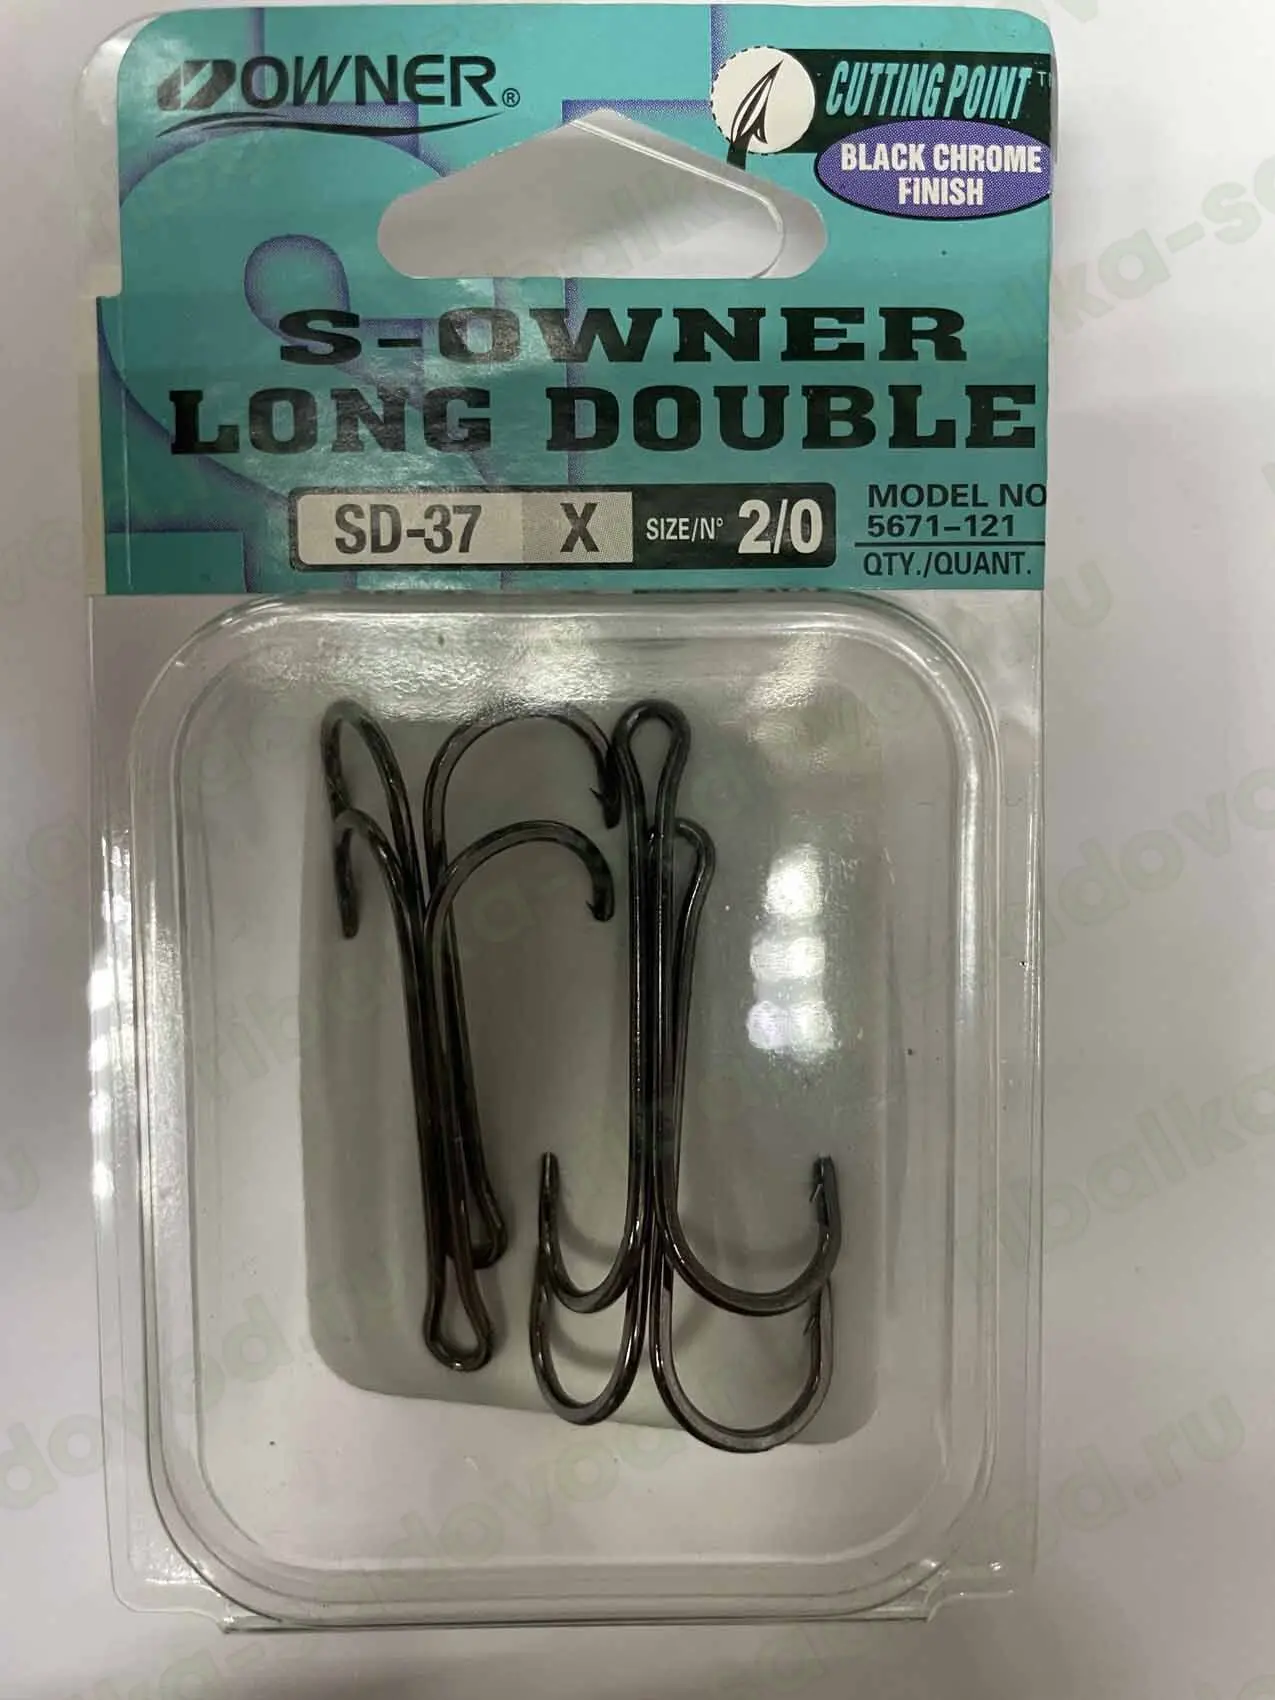 OWNER®
CUTTING POINT™
BLACK CHROME
FINISH
S-OWNER
LONG DOUBLE
SD-37 X SIZE/N° 2/0
MODEL NO
5671-121
QTY./QUANT.